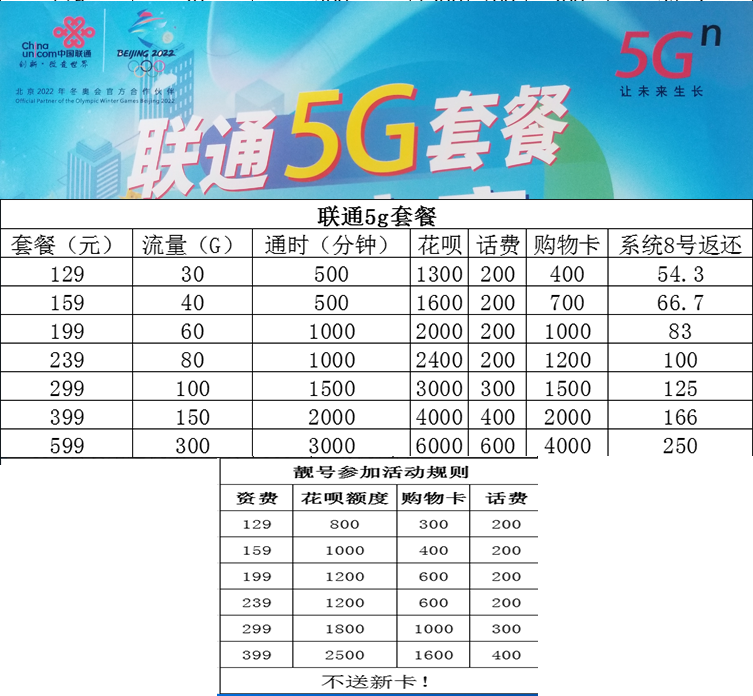 China
unicom中国联通
创新·改变世界
BEIJING 2022
北京2022年冬奥会官方合作伙伴
Official Partner of the Olympic Winter Games Beijing 2022
5Gⁿ
让未来生长
联通5G套餐
联通5g套餐
套餐（元） 流量（G） 通时（分钟） 花呗 话费 购物卡 系统8号返还
129 30 500 1300 200 400 54.3
159 40 500 1600 200 700 66.7
199 60 1000 2000 200 1000 83
239 80 1000 2400 200 1200 100
299 100 1500 3000 300 1500 125
399 150 2000 4000 400 2000 166
599 300 3000 6000 600 4000 250
靓号参加活动规则
资费 花呗额度 购物卡 话费
129 800 300 200
159 1000 400 200
199 1200 600 200
239 1200 600 200
299 1800 1000 300
399 2500 1600 400
不送新卡！